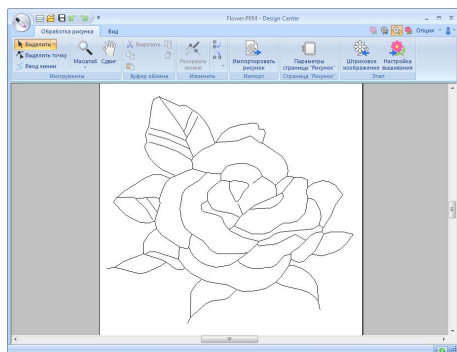 Flower.PEM - Design Center
Обработка рисунка Вид
Опция
Выделить
Выделить точку
Ввод линии
Масштаб Сдвиг
Инструменты
Вырезать
Буфер обмена
Разорвать линию
Изменить
Импортировать рисунок
Импорт
Параметры страницы "Рисунок"
Страница "Рисунок"
Штриховое изображение
Настройка вышивания
Этап